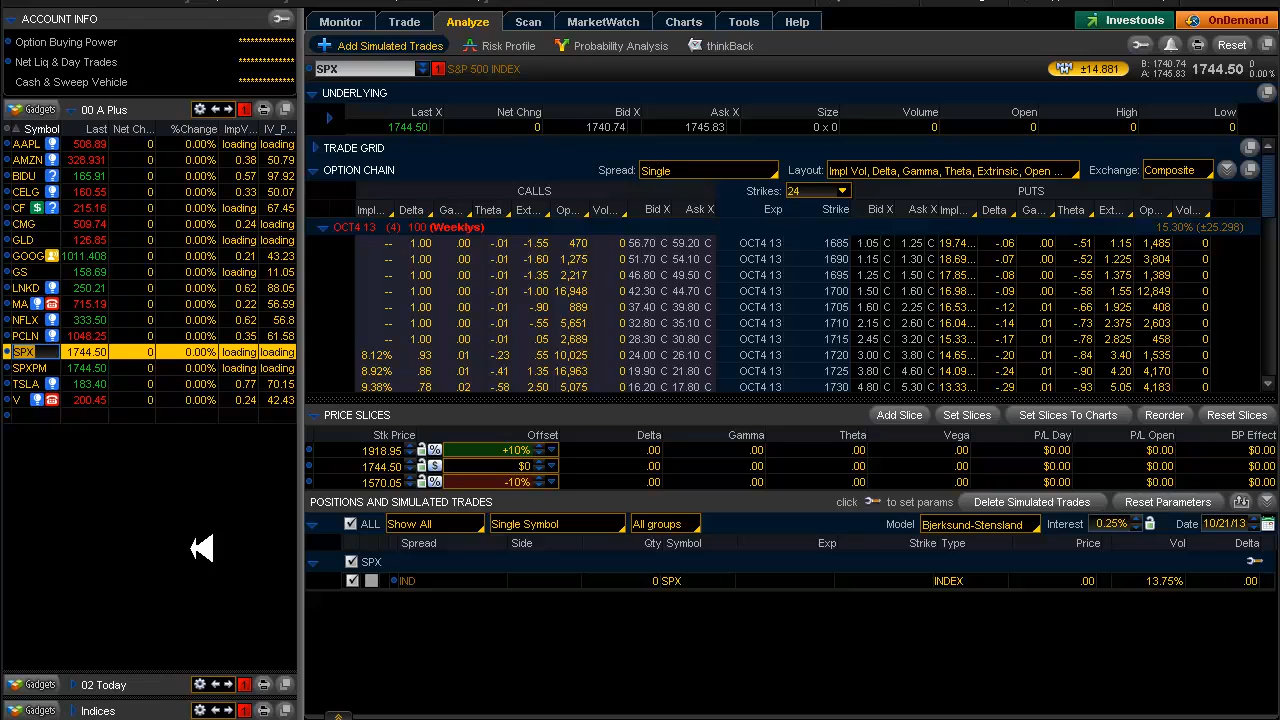 ACCOUNT INFO
Option Buying Power *************
Net Liq & Day Trades *************
Cash & Sweep Vehicle *************
Gadgets 00 A Plus 1
Symbol Last Net Ch... %Change ImpV... IV_P...
AAPL 508.89 0 0.00% loading loading
AMZN 328.931 0 0.00% 0.38 50.79
BIDU ? 165.91 0 0.00% 0.57 97.92
CELG 160.55 0 0.00% 0.33 50.07
CF $ ? 215.16 0 0.00% loading 67.45
CMG 509.74 0 0.00% loading loading
GLD 126.85 0 0.00% loading loading
GOOG 1011.408 0 0.00% 0.21 43.23
GS 158.69 0 0.00% loading 11.05
LNKD 250.21 0 0.00% 0.62 88.05
MA 715.19 0 0.00% 0.22 56.59
NFLX 333.50 0 0.00% 0.62 56.8
PCLN 1048.25 0 0.00% 0.35 61.58
SPX 1744.50 0 0.00% loading loading
SPXPM 1744.50 0 0.00% loading loading
TSLA 183.40 0 0.00% 0.77 70.15
V 200.45 0 0.00% 0.24 42.43
Gadgets 02 Today 1
Gadgets Indices 1
Monitor Trade Analyze Scan MarketWatch Charts Tools Help Investools OnDemand
Add Simulated Trades Risk Profile Probability Analysis thinkBack Reset
SPX 1 S&P 500 INDEX ±14.881 B: 1740.74 A: 1745.83 1744.50 0 0.00%
UNDERLYING
Last X Net Chng Bid X Ask X Size Volume Open High Low
1744.50 0 1740.74 1745.83 0 x 0 0 0 0 0
TRADE GRID
OPTION CHAIN Spread: Single Layout: Impl Vol, Delta, Gamma, Theta, Extrinsic, Open ... Exchange: Composite
CALLS Strikes: 24 PUTS
Impl... Delta Ga... Theta Ext... Op... Vol... Bid X Ask X Exp Strike Bid X Ask X Impl... Delta Ga... Theta Ext... Op... Vol...
OCT4 13 (4) 100 (Weeklys) 15.30% (±25.298)
-- 1.00 .00 -.01 -1.55 470 0 56.70 C 59.20 C OCT4 13 1685 1.05 C 1.25 C 19.74... -.06 .00 -.51 1.15 1,485 0
-- 1.00 .00 -.01 -1.60 1,275 0 51.70 C 54.10 C OCT4 13 1690 1.15 C 1.30 C 18.69... -.07 .00 -.52 1.225 3,804 0
-- 1.00 .00 -.01 -1.35 2,217 0 46.80 C 49.50 C OCT4 13 1695 1.25 C 1.50 C 17.85... -.08 .00 -.55 1.375 1,389 0
-- 1.00 .00 -.01 -1.00 16,948 0 42.30 C 44.70 C OCT4 13 1700 1.40 C 1.70 C 16.98... -.09 .01 -.58 1.55 12,849 0
-- 1.00 .00 -.01 -.90 889 0 37.40 C 39.80 C OCT4 13 1705 1.60 C 2.25 C 16.53... -.12 .01 -.66 1.925 408 0
-- 1.00 .00 -.01 -.55 5,651 0 32.80 C 35.10 C OCT4 13 1710 2.15 C 2.60 C 16.04... -.14 .01 -.73 2.375 2,603 0
-- 1.00 .00 -.01 .05 2,689 0 28.30 C 30.80 C OCT4 13 1715 2.45 C 3.20 C 15.23... -.17 .01 -.78 2.825 458 0
8.12% .93 .01 -.23 .55 10,025 0 24.00 C 26.10 C OCT4 13 1720 3.00 C 3.80 C 14.65... -.20 .01 -.84 3.40 1,535 0
8.92% .86 .01 -.41 1.35 16,963 0 19.90 C 21.80 C OCT4 13 1725 3.80 C 4.60 C 14.09... -.24 .01 -.90 4.20 4,170 0
9.38% .78 .02 -.58 2.50 5,075 0 16.20 C 17.80 C OCT4 13 1730 4.80 C 5.30 C 13.33... -.29 .01 -.93 5.05 4,183 0
PRICE SLICES Add Slice Set Slices Set Slices To Charts Reorder Reset Slices
Stk Price Offset Delta Gamma Theta Vega P/L Day P/L Open BP Effect
1918.95 % +10% .00 .00 .00 .00 $0.00 $0.00 $0.00
1744.50 $ $0 .00 .00 .00 .00 $0.00 $0.00 $0.00
1570.05 % -10% .00 .00 .00 .00 $0.00 $0.00 $0.00
POSITIONS AND SIMULATED TRADES click to set params Delete Simulated Trades Reset Parameters
ALL Show All Single Symbol All groups Model Bjerksund-Stensland Interest 0.25% Date 10/21/13
Spread Side Qty Symbol Exp Strike Type Price Vol Delta
SPX
IND 0 SPX INDEX .00 13.75% .00